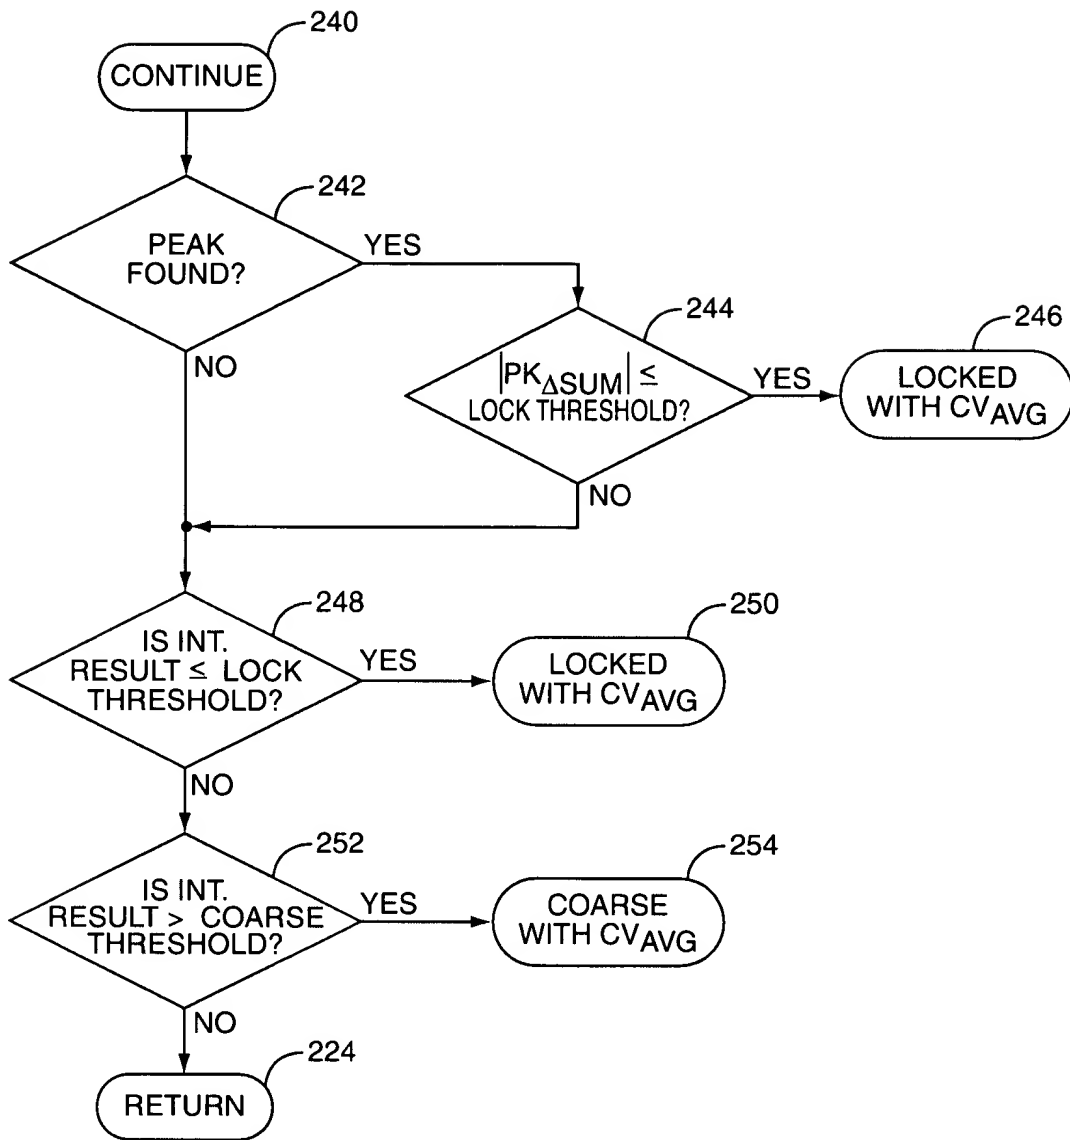 240
CONTINUE
242
PEAK
FOUND?
YES
NO
244
|PK∆SUM| ≤
LOCK THRESHOLD?
YES
NO
246
LOCKED
WITH CVAVG
248
IS INT.
RESULT ≤ LOCK
THRESHOLD?
YES
NO
250
LOCKED
WITH CVAVG
252
IS INT.
RESULT > COARSE
THRESHOLD?
YES
NO
254
COARSE
WITH CVAVG
224
RETURN